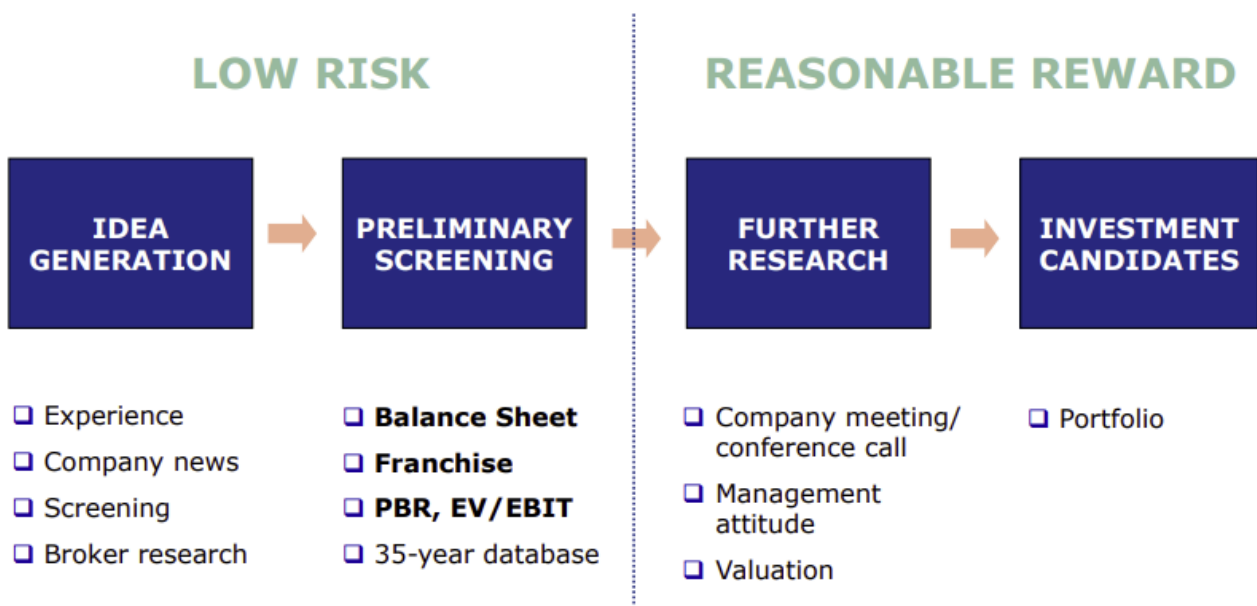 LOW RISK
REASONABLE REWARD
IDEA
GENERATION
PRELIMINARY
SCREENING
FURTHER
RESEARCH
INVESTMENT
CANDIDATES
Experience
Company news
Screening
Broker research
Balance Sheet
Franchise
PBR, EV/EBIT
35-year database
Company meeting/
conference call
Management
attitude
Valuation
Portfolio